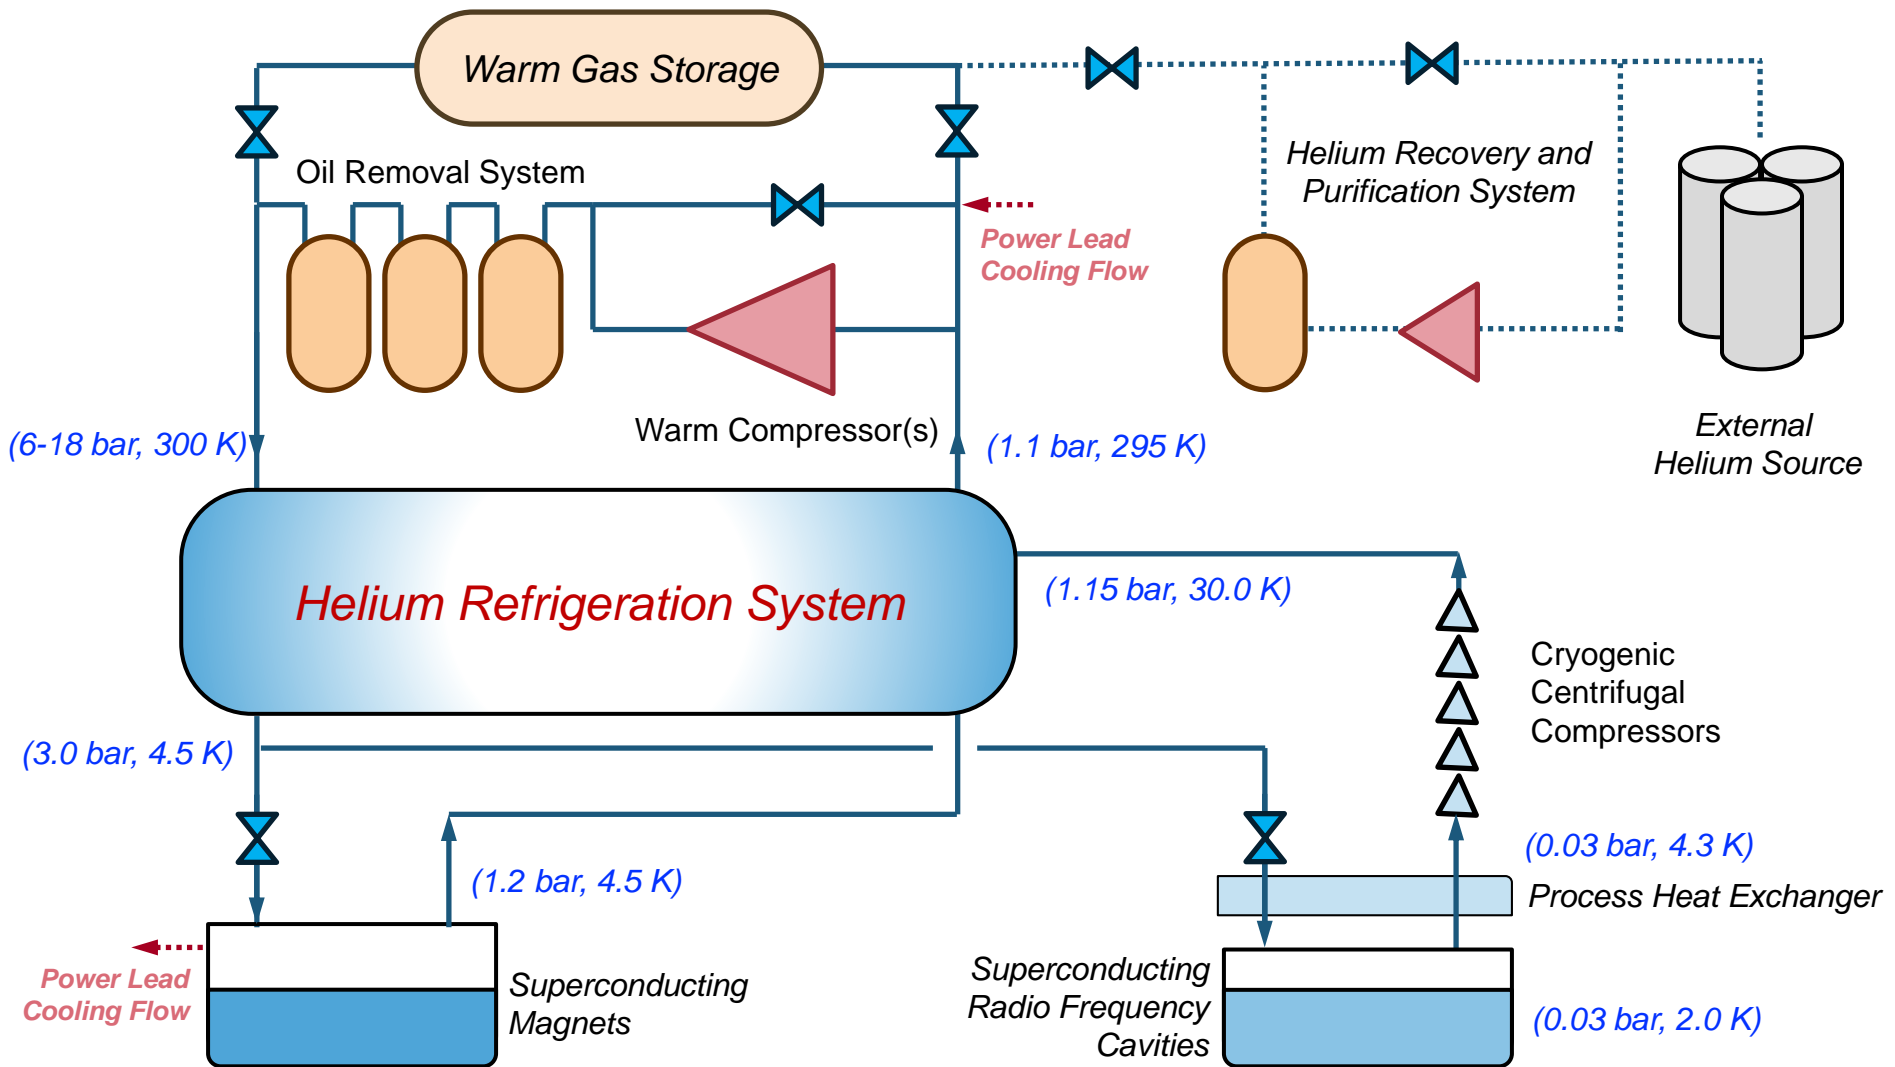 Warm Gas Storage
Oil Removal System
Helium Recovery and
Purification System
Power Lead
Cooling Flow
Warm Compressor(s)
(6-18 bar, 300 K)
(1.1 bar, 295 K)
External
Helium Source
Helium Refrigeration System
(1.15 bar, 30.0 K)
Cryogenic
Centrifugal
Compressors
(3.0 bar, 4.5 K)
(1.2 bar, 4.5 K)
(0.03 bar, 4.3 K)
Process Heat Exchanger
Power Lead
Cooling Flow
Superconducting
Magnets
Superconducting
Radio Frequency
Cavities
(0.03 bar, 2.0 K)